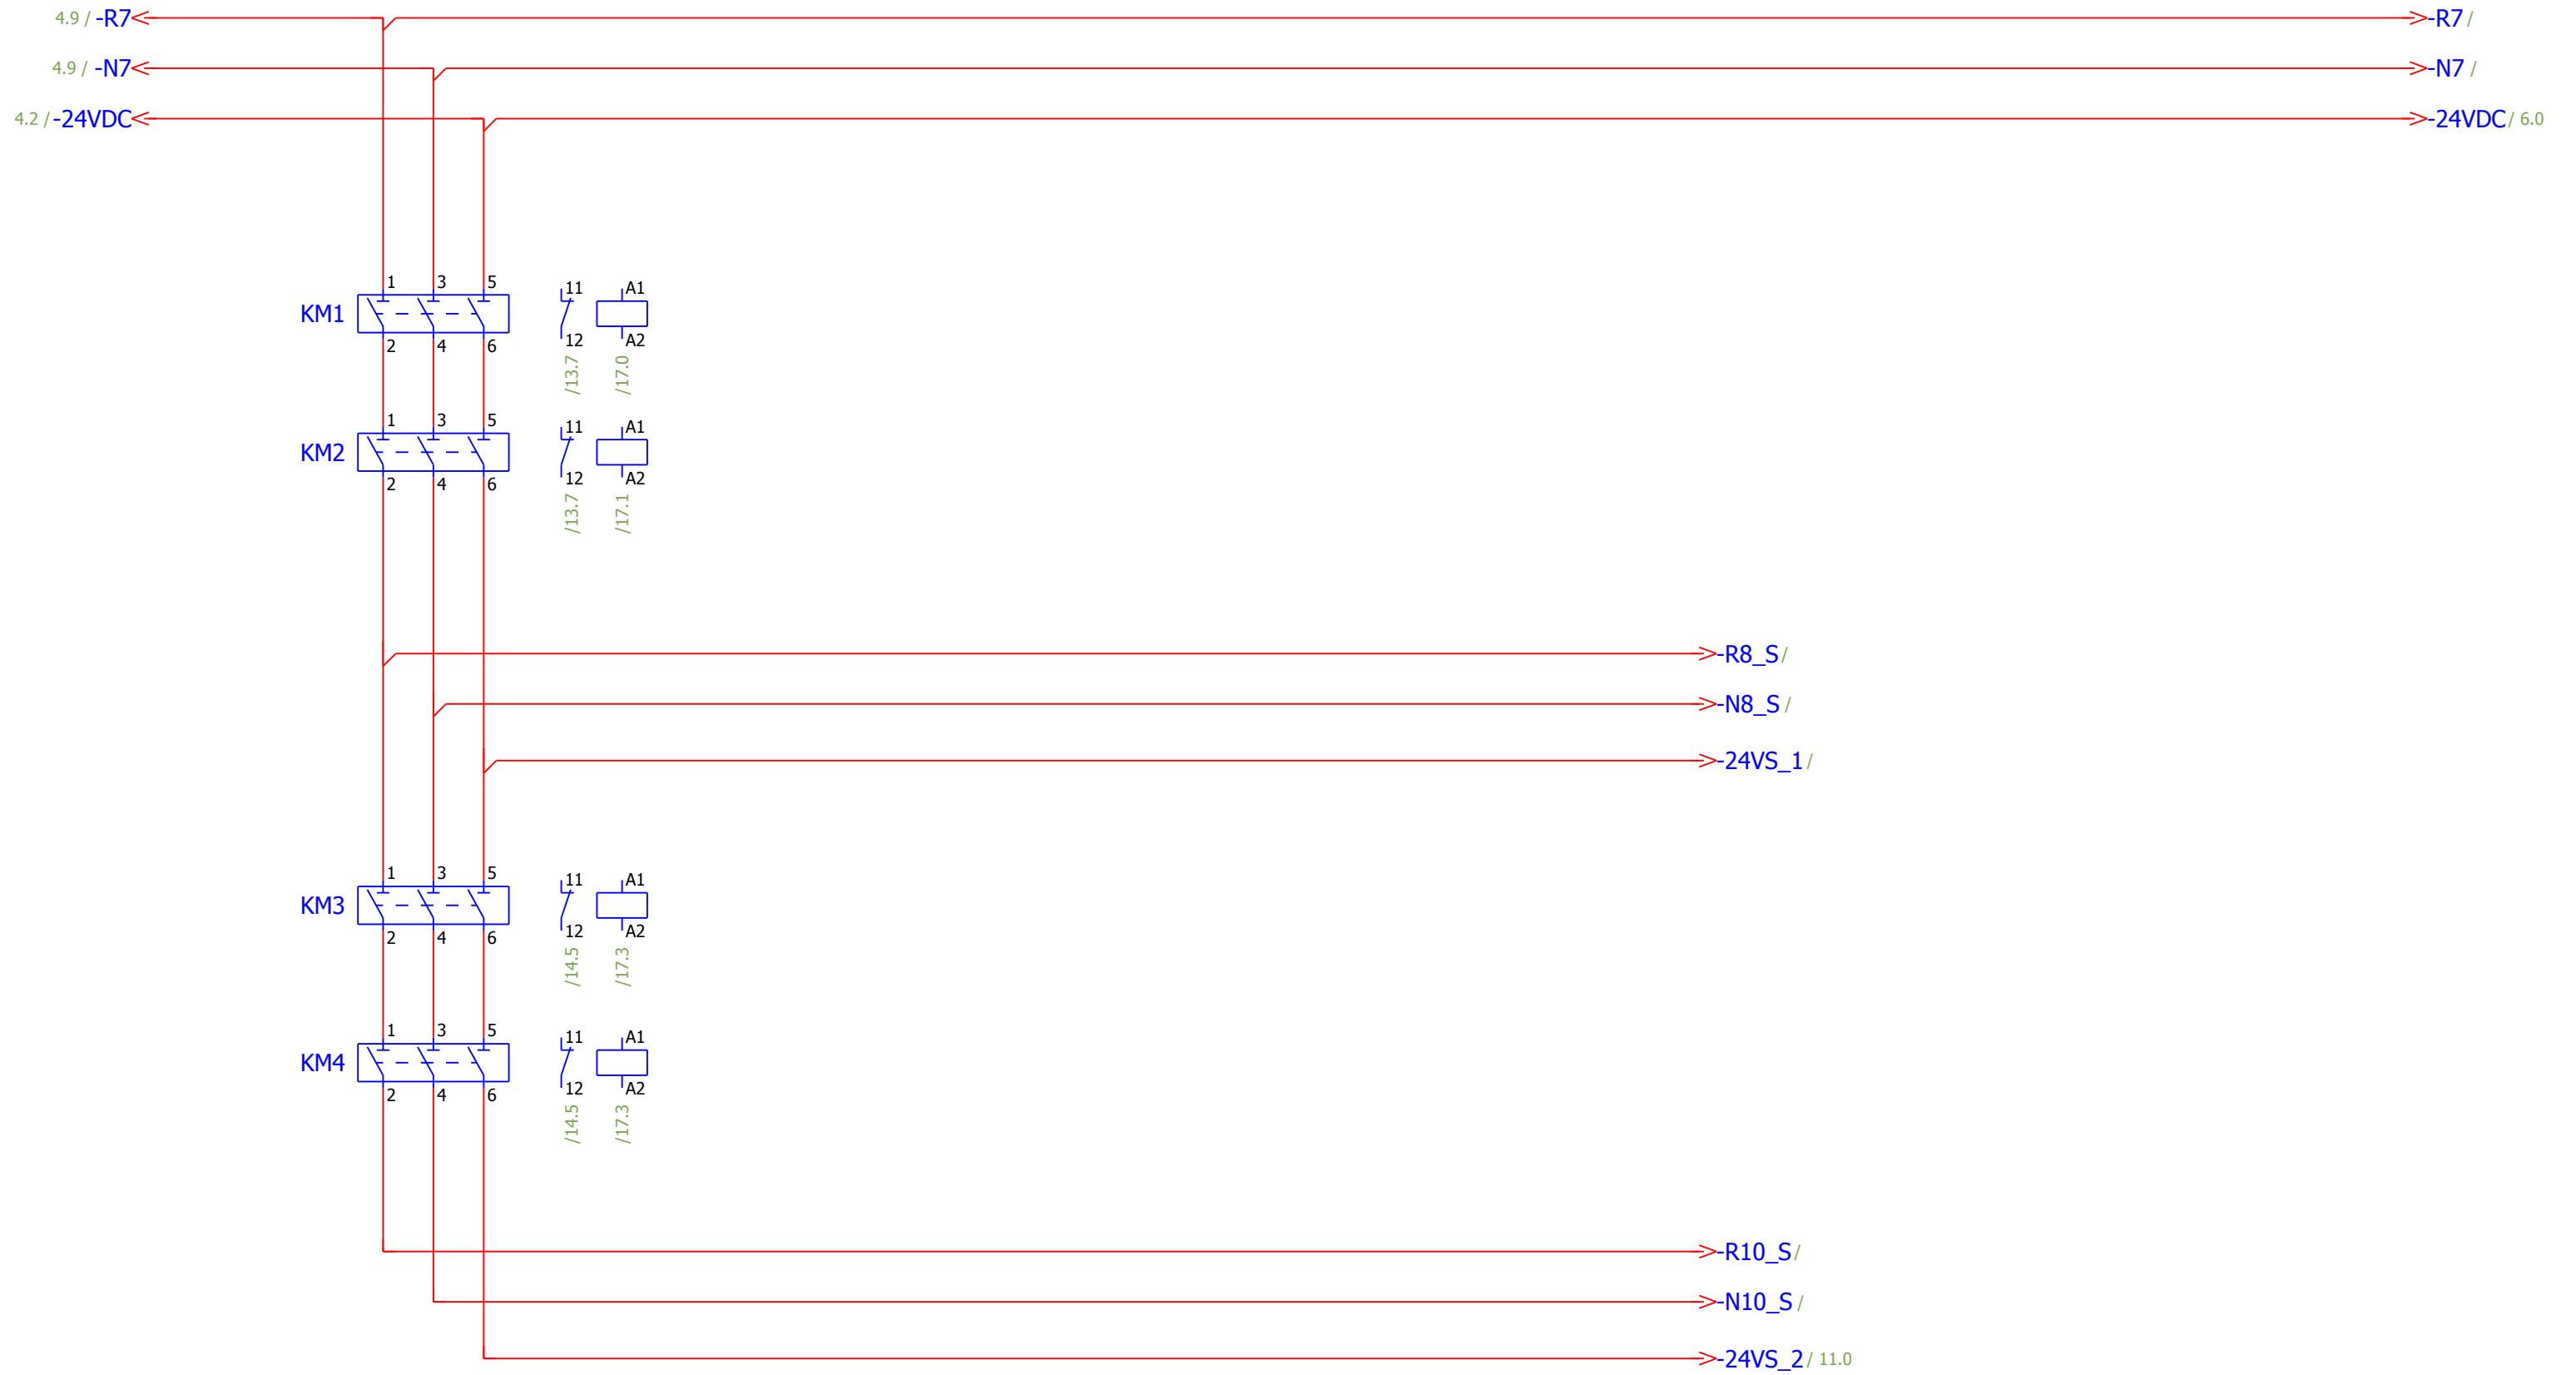 4.9 / -R7 -R7 /
4.9 / -N7 -N7 /
4.2 / -24VDC -24VDC / 6.0
1 3 5 11 A1
KM1
2 4 6 12 A2
/13.7 /17.0
1 3 5 11 A1
KM2
2 4 6 12 A2
/13.7 /17.1
-R8_S /
-N8_S /
-24VS_1 /
1 3 5 11 A1
KM3
2 4 6 12 A2
/14.5 /17.3
1 3 5 11 A1
KM4
2 4 6 12 A2
/14.5 /17.3
-R10_S /
-N10_S /
-24VS_2 / 11.0